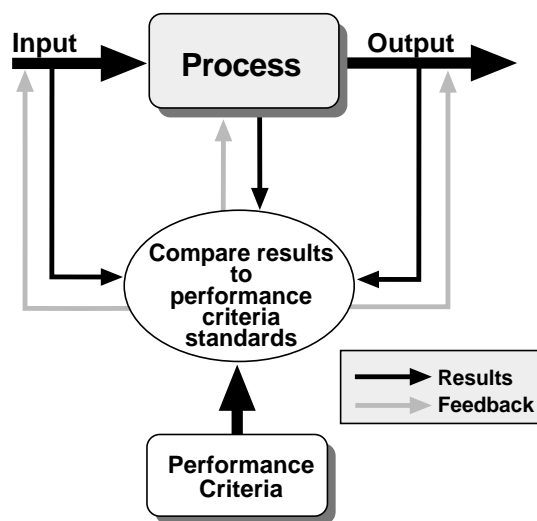 Input
Process
Output
Compare results
to
performance
criteria
standards
Results
Feedback
Performance
Criteria